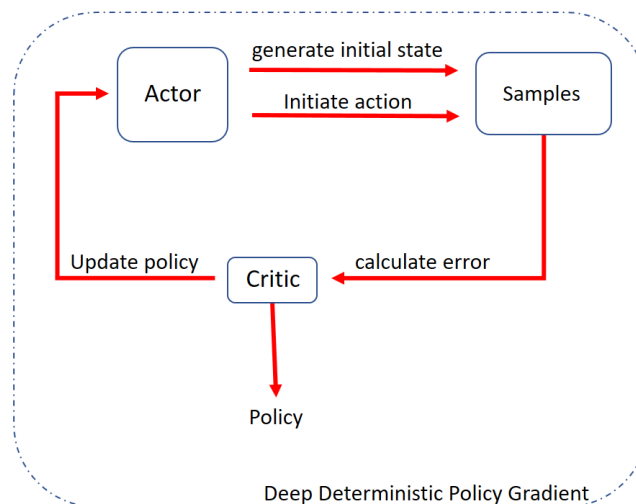 generate initial state
Actor
Samples
Initiate action
Update policy
calculate error
Critic
Policy
Deep Deterministic Policy Gradient